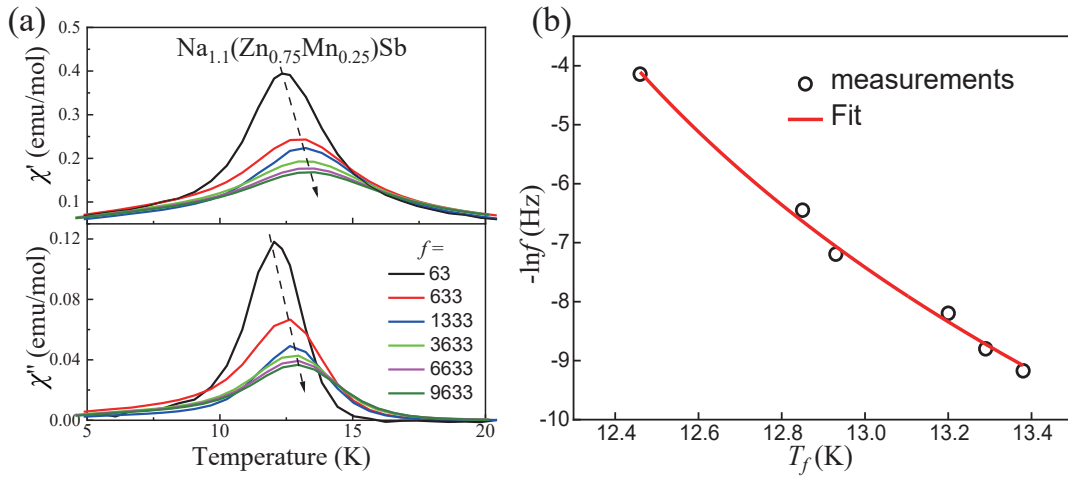 (a)
Na1.1(Zn0.75Mn0.25)Sb
χ' (emu/mol)
0.5
0.4
0.3
0.2
0.1
χ'' (emu/mol)
0.12
0.08
0.04
0.00
f =
63
633
1333
3633
6633
9633
5
10
15
20
Temperature (K)
(b)
-lnf (Hz)
-4
-5
-6
-7
-8
-9
-10
measurements
Fit
12.4
12.6
12.8
13.0
13.2
13.4
Tf (K)